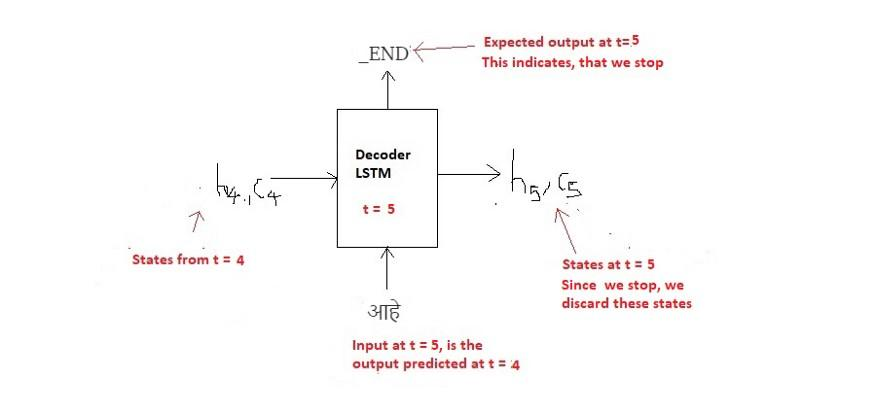 _END
Expected output at t=5
This indicates, that we stop
Decoder
LSTM
t = 5
h4, C4
h5, C5
States from t = 4
States at t = 5
Since we stop, we
discard these states
आहे
Input at t = 5, is the
output predicted at t = 4